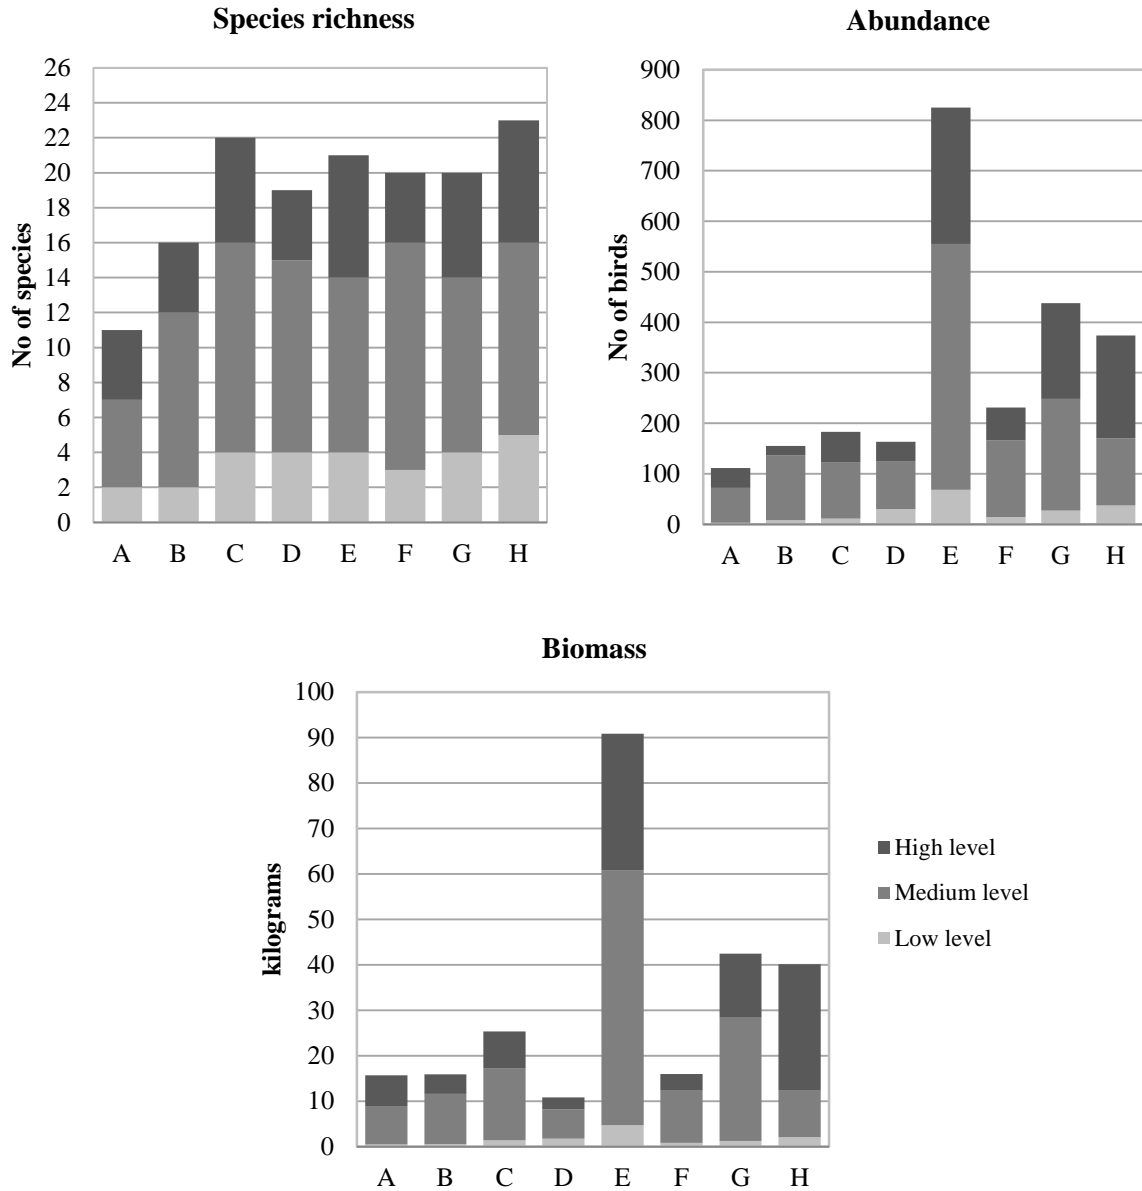 Species richness
No of species
26
24
22
20
18
16
14
12
10
8
6
4
2
0
A B C D E F G H
Abundance
No of birds
900
800
700
600
500
400
300
200
100
0
A B C D E F G H
Biomass
kilograms
100
90
80
70
60
50
40
30
20
10
0
A B C D E F G H
High level
Medium level
Low level